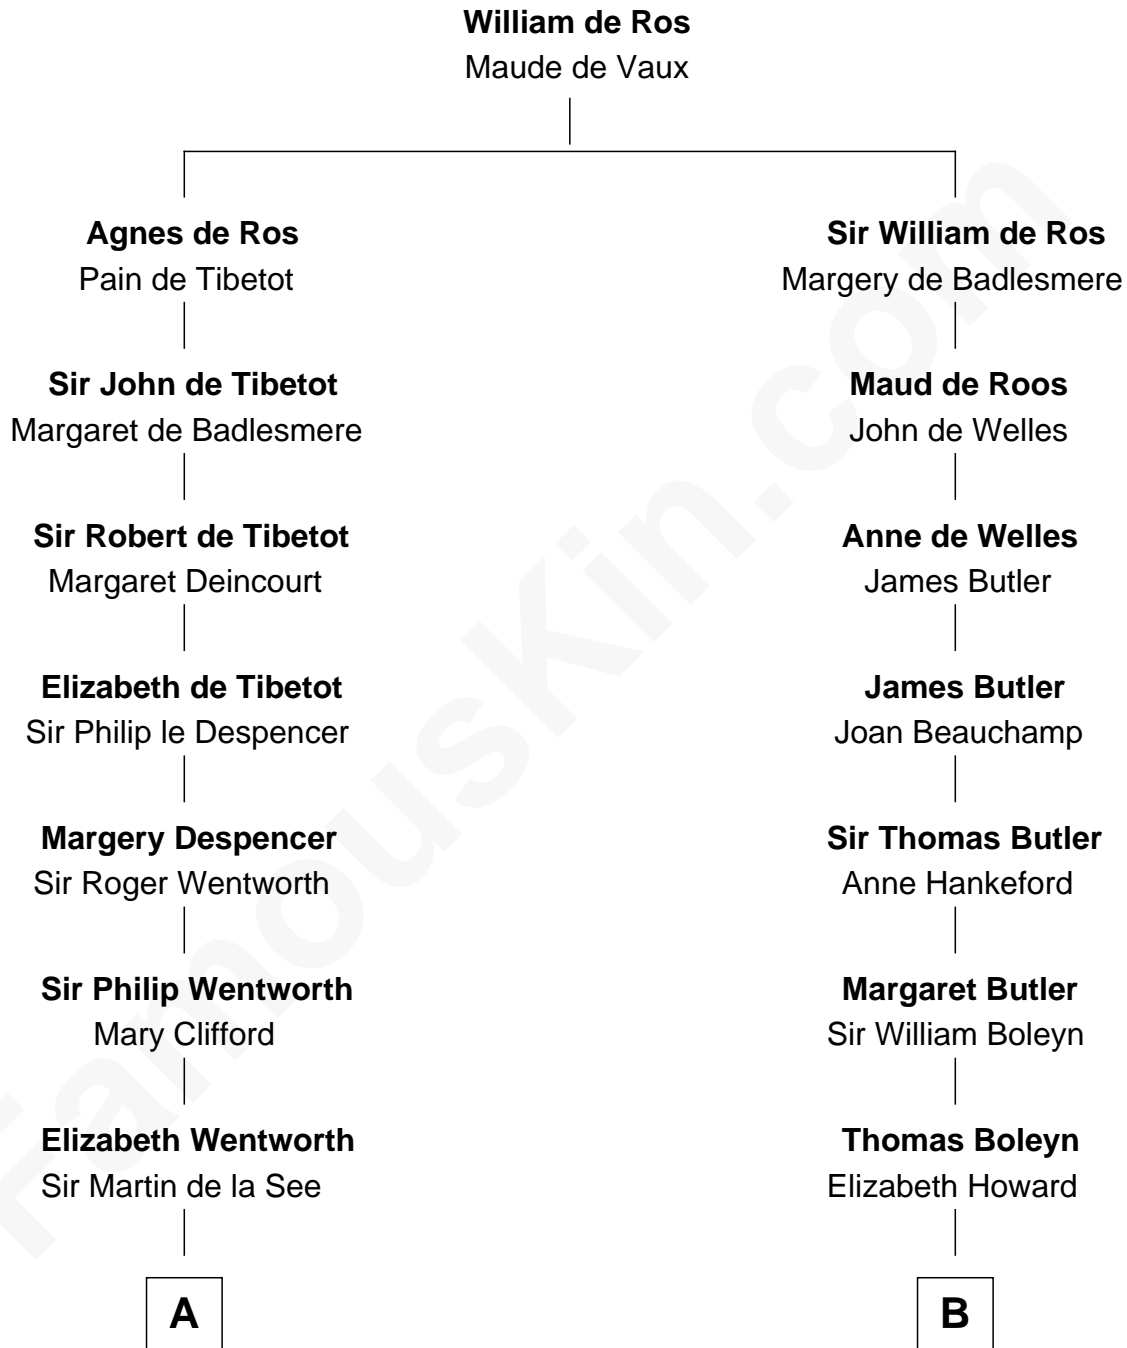 William de Ros
Maude de Vaux
Agnes de Ros
Pain de Tibetot
Sir William de Ros
Margery de Badlesmere
Sir John de Tibetot
Margaret de Badlesmere
Maud de Roos
John de Welles
Sir Robert de Tibetot
Margaret Deincourt
Anne de Welles
James Butler
Elizabeth de Tibetot
Sir Philip le Despencer
James Butler
Joan Beauchamp
Margery Despencer
Sir Roger Wentworth
Sir Thomas Butler
Anne Hankeford
Sir Philip Wentworth
Mary Clifford
Margaret Butler
Sir William Boleyn
Elizabeth Wentworth
Sir Martin de la See
Thomas Boleyn
Elizabeth Howard
A
B
FamousKin.com